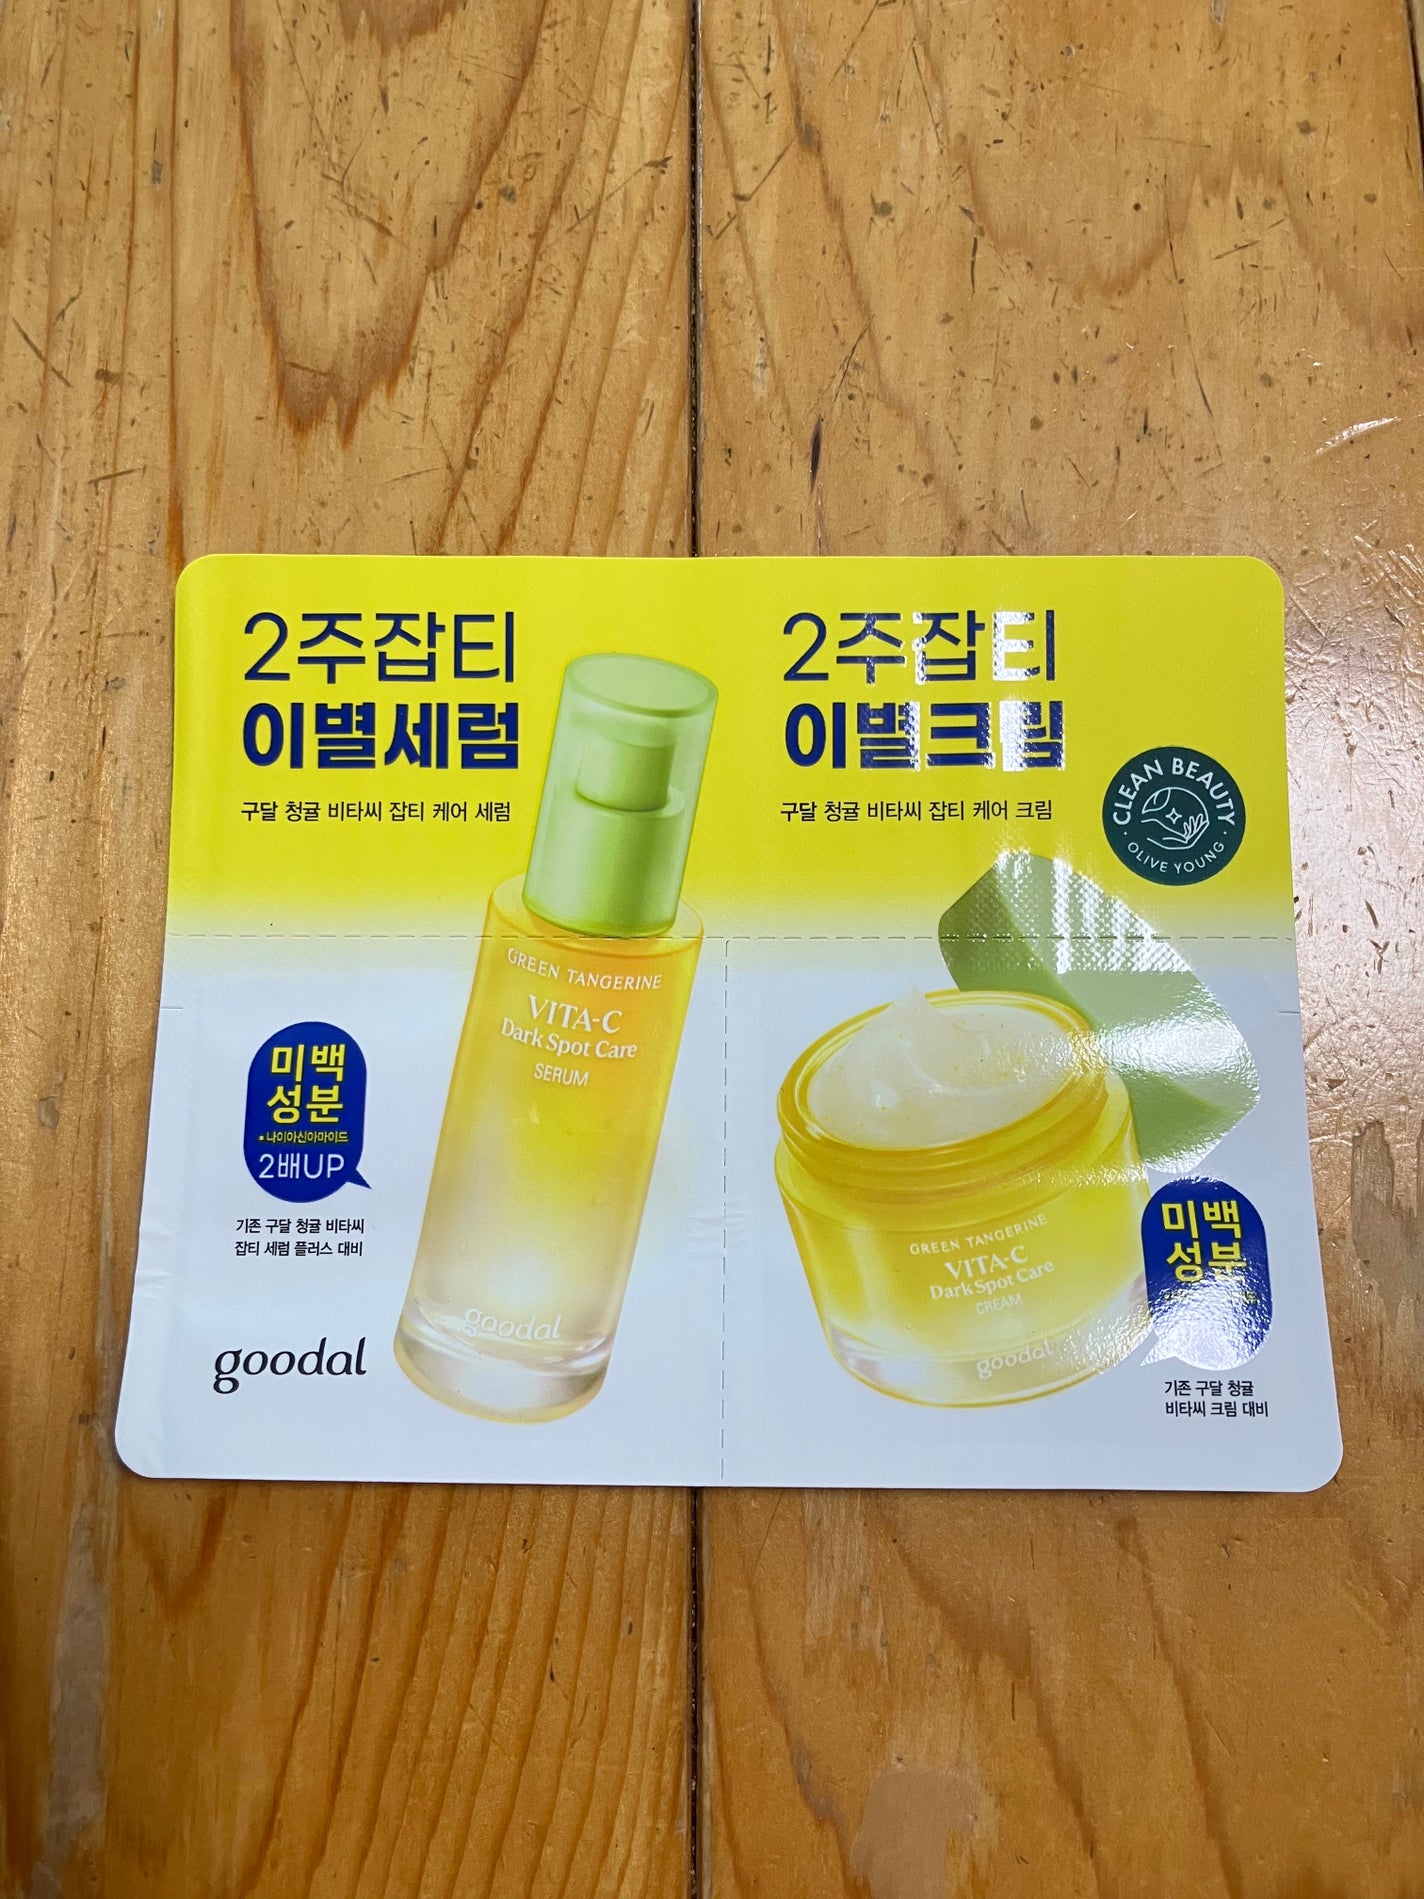 2주잡티
이별세럼
구달 청귤 비타씨 잡티 케어 세럼
GREEN TANGERINE
VITA-C
Dark Spot Care
SERUM
goodal
미백
성분
*나이아신아마이드
2배UP
기존 구달 청귤 비타씨
잡티 세럼 플러스 대비
goodal
2주잡티
이별크림
구달 청귤 비타씨 잡티 케어 크림
CLEAN BEAUTY
OLIVE YOUNG
GREEN TANGERINE
VITA-C
Dark Spot Care
CREAM
goodal
미백
성분
기존 구달 청귤
비타씨 크림 대비